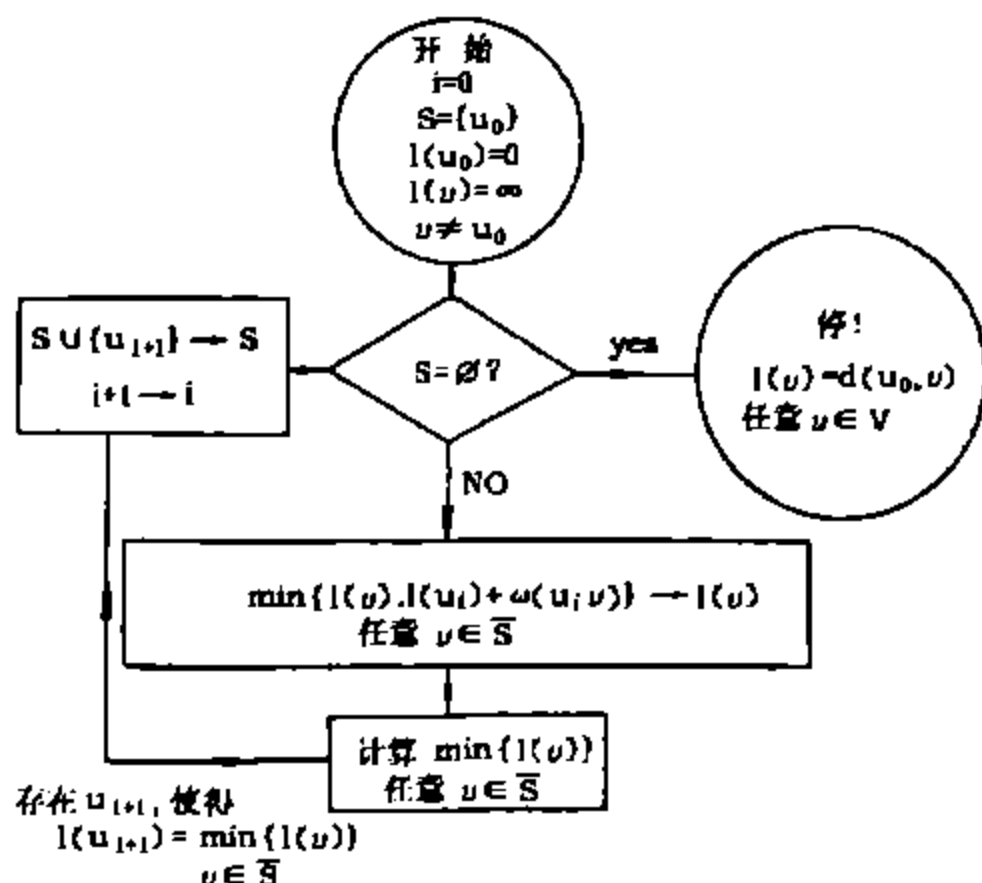 开 始
i=0
S={u₀}
l(u₀)=0
l(υ)=∞
υ≠u₀
S∪{uᵢ₊₁}→S
i+1→i
S=∅?
yes
停!
l(υ)=d(u₀,υ)
任意 υ∈V
NO
min{l(υ).l(uᵢ)+ω(uᵢυ)}→l(υ)
任意 υ∈S̅
计算 min{l(υ)}
任意 υ∈S̅
存在 uᵢ₊₁, 使得
l(uᵢ₊₁)=min{l(υ)}
υ∈S̅